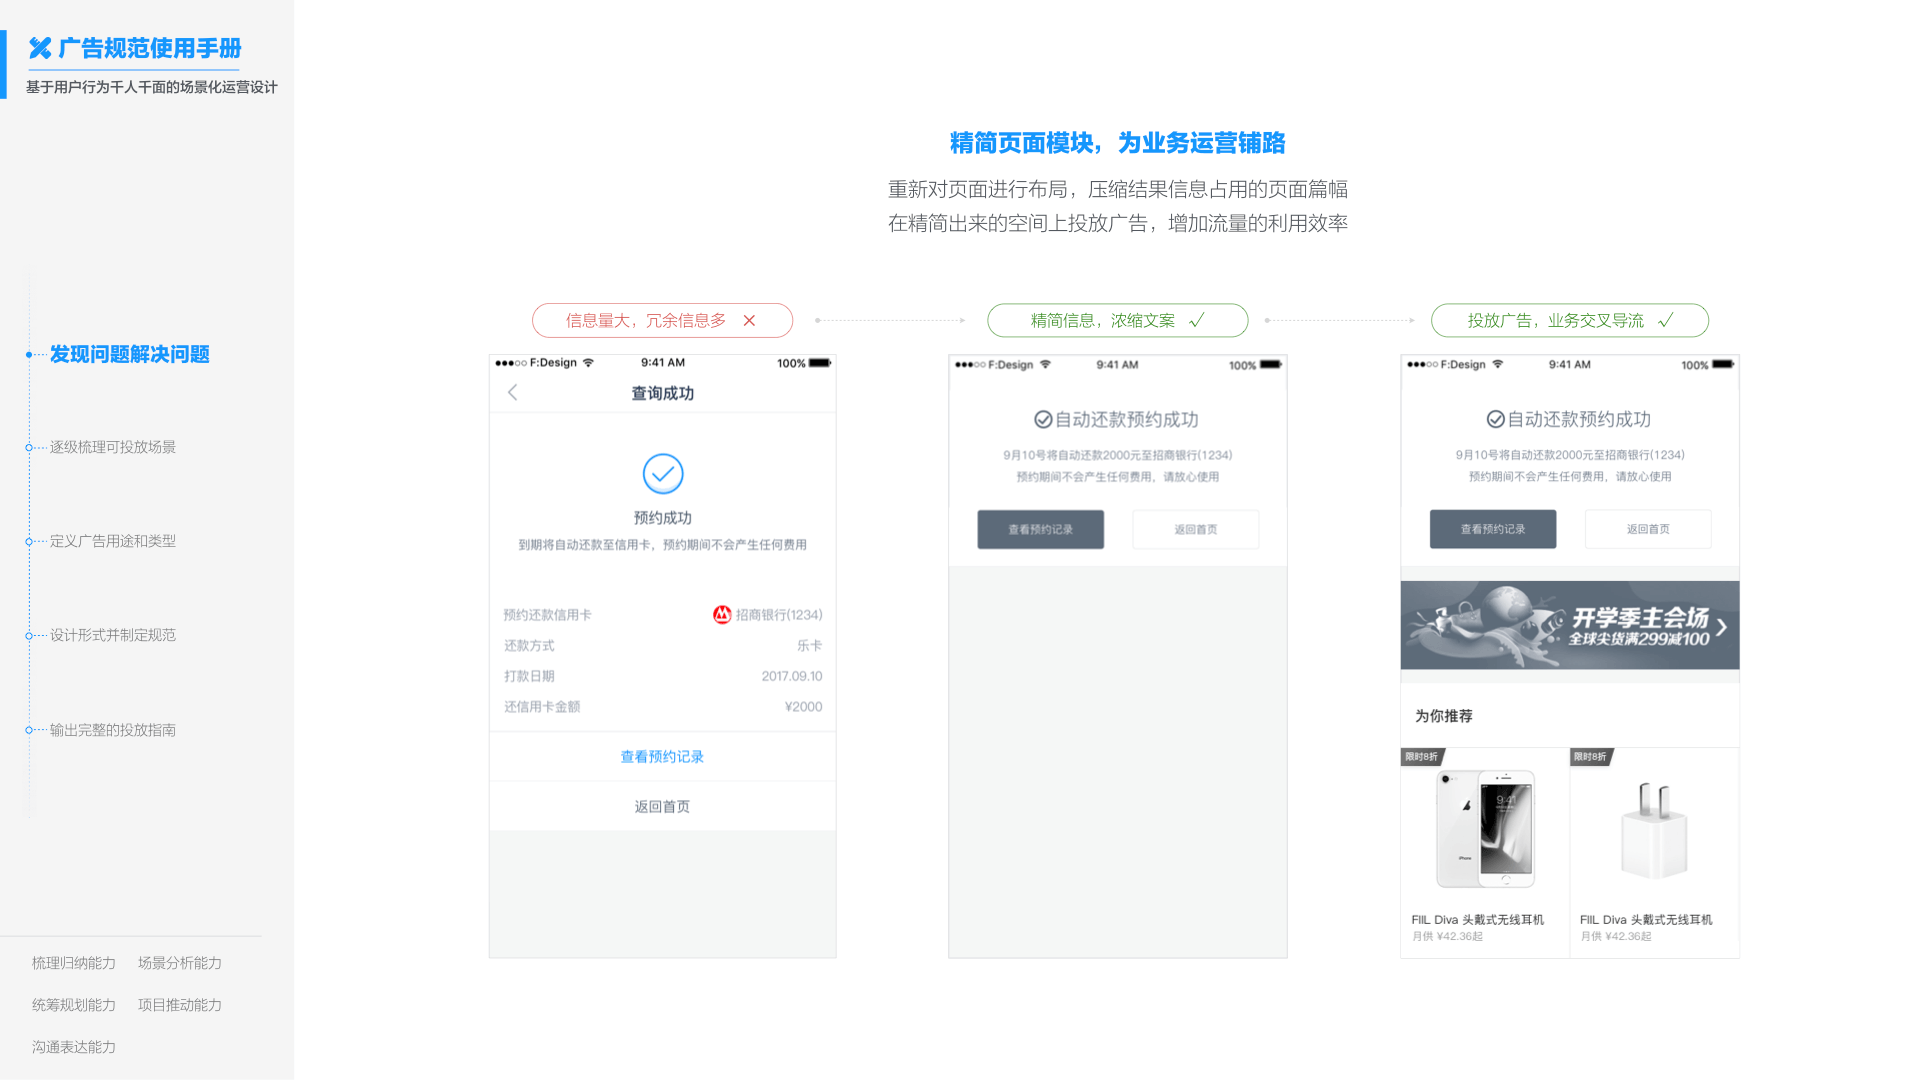 广告规范使用手册
基于用户行为千人千面的场景化运营设计
发现问题解决问题
逐级梳理可投放场景
定义广告用途和类型
设计形式并制定规范
输出完整的投放指南
梳理归纳能力 场景分析能力
统筹规划能力 项目推动能力
沟通表达能力
精简页面模块，为业务运营铺路
重新对页面进行布局，压缩结果信息占用的页面篇幅
在精简出来的空间上投放广告，增加流量的利用效率
信息量大，冗余信息多
F:Design 9:41 AM 100%
查询成功
预约成功
到期将自动还款至信用卡，预约期间不会产生任何费用
预约还款信用卡 招商银行(1234)
还款方式 乐卡
打款日期 2017.09.10
还信用卡金额 ¥2000
查看预约记录
返回首页
精简信息，浓缩文案
F:Design 9:41 AM 100%
自动还款预约成功
9月10号将自动还款2000元至招商银行(1234)
预约期间不会产生任何费用，请放心使用
查看预约记录 返回首页
投放广告，业务交叉导流
F:Design 9:41 AM 100%
自动还款预约成功
9月10号将自动还款2000元至招商银行(1234)
预约期间不会产生任何费用，请放心使用
查看预约记录 返回首页
开学季主会场
全球尖货满299减100
为你推荐
限时8折 限时8折
9:41
iPhone
FIIL Diva 头戴式无线耳机 FIIL Diva 头戴式无线耳机
月供 ¥42.36起 月供 ¥42.36起